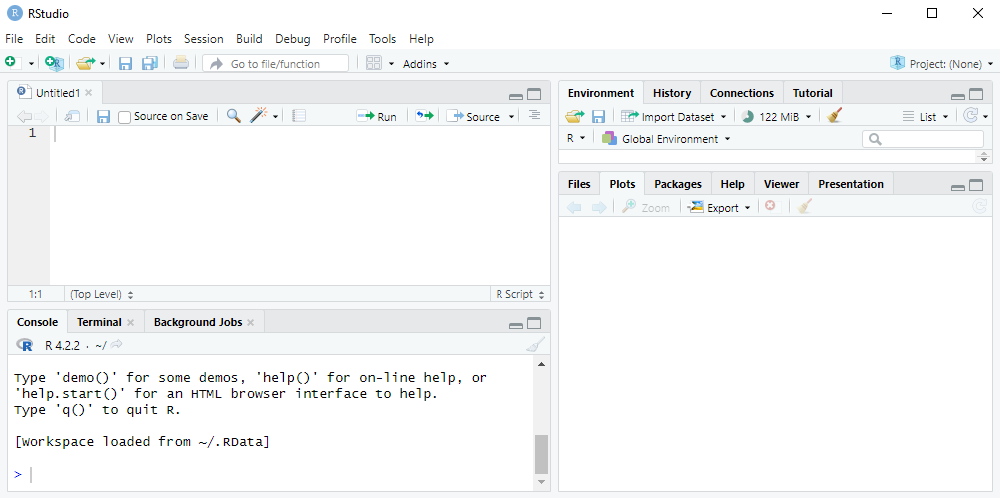 RStudio
File Edit Code View Plots Session Build Debug Profile Tools Help
Go to file/function Addins Project: (None)
Untitled1
Source on Save Run Source
1
1:1 (Top Level) R Script
Console Terminal Background Jobs
R 4.2.2 · ~/
Type 'demo()' for some demos, 'help()' for on-line help, or
'help.start()' for an HTML browser interface to help.
Type 'q()' to quit R.
[Workspace loaded from ~/.RData]
>
Environment History Connections Tutorial
Import Dataset 122 MiB List
R Global Environment
Files Plots Packages Help Viewer Presentation
Zoom Export